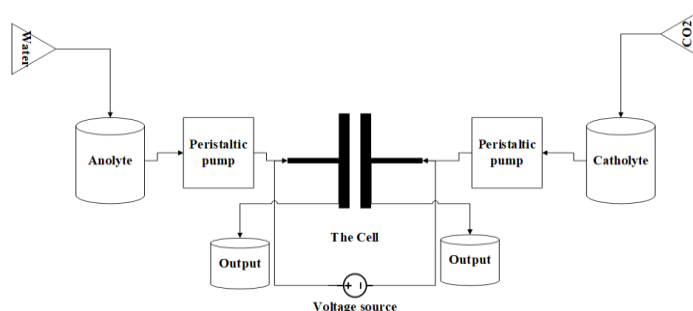 Water
CO2
Anolyte
Peristaltic
pump
Peristaltic
pump
Catholyte
The Cell
Output
Output
Voltage source